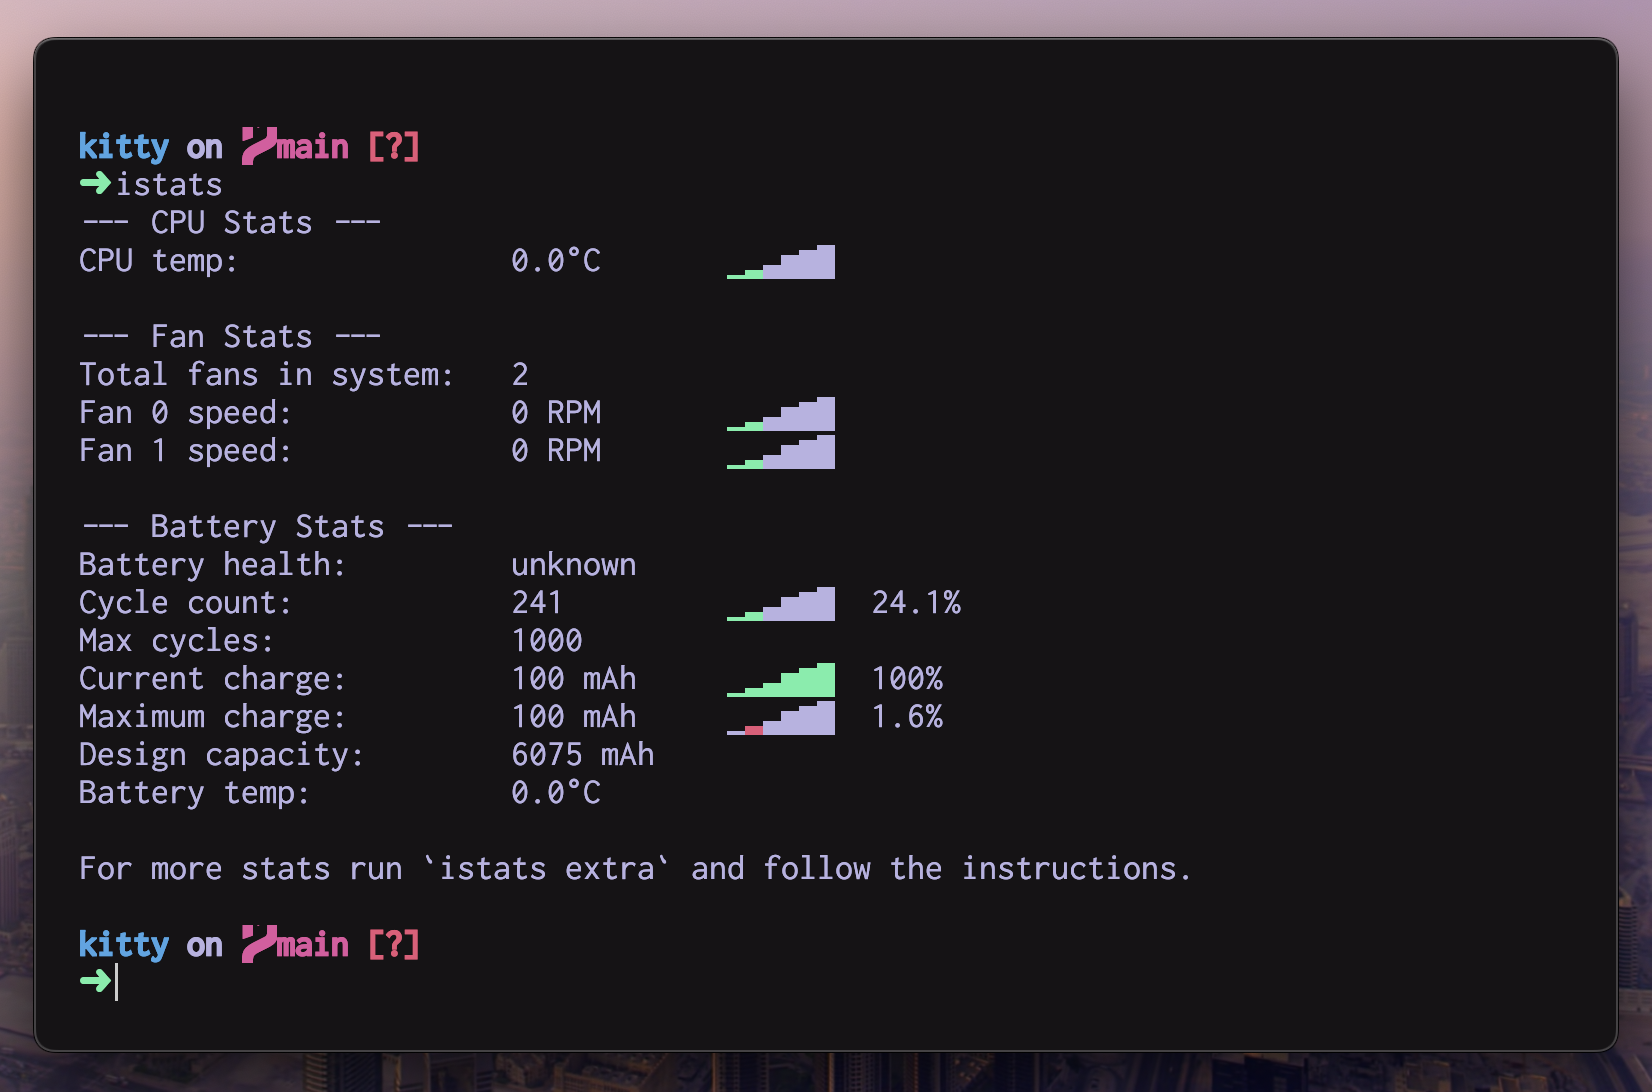 kitty on main [?]
➜ istats
--- CPU Stats ---
CPU temp: 0.0°C

--- Fan Stats ---
Total fans in system: 2
Fan 0 speed: 0 RPM
Fan 1 speed: 0 RPM

--- Battery Stats ---
Battery health: unknown
Cycle count: 241 24.1%
Max cycles: 1000
Current charge: 100 mAh 100%
Maximum charge: 100 mAh 1.6%
Design capacity: 6075 mAh
Battery temp: 0.0°C

For more stats run `istats extra` and follow the instructions.

kitty on main [?]
➜